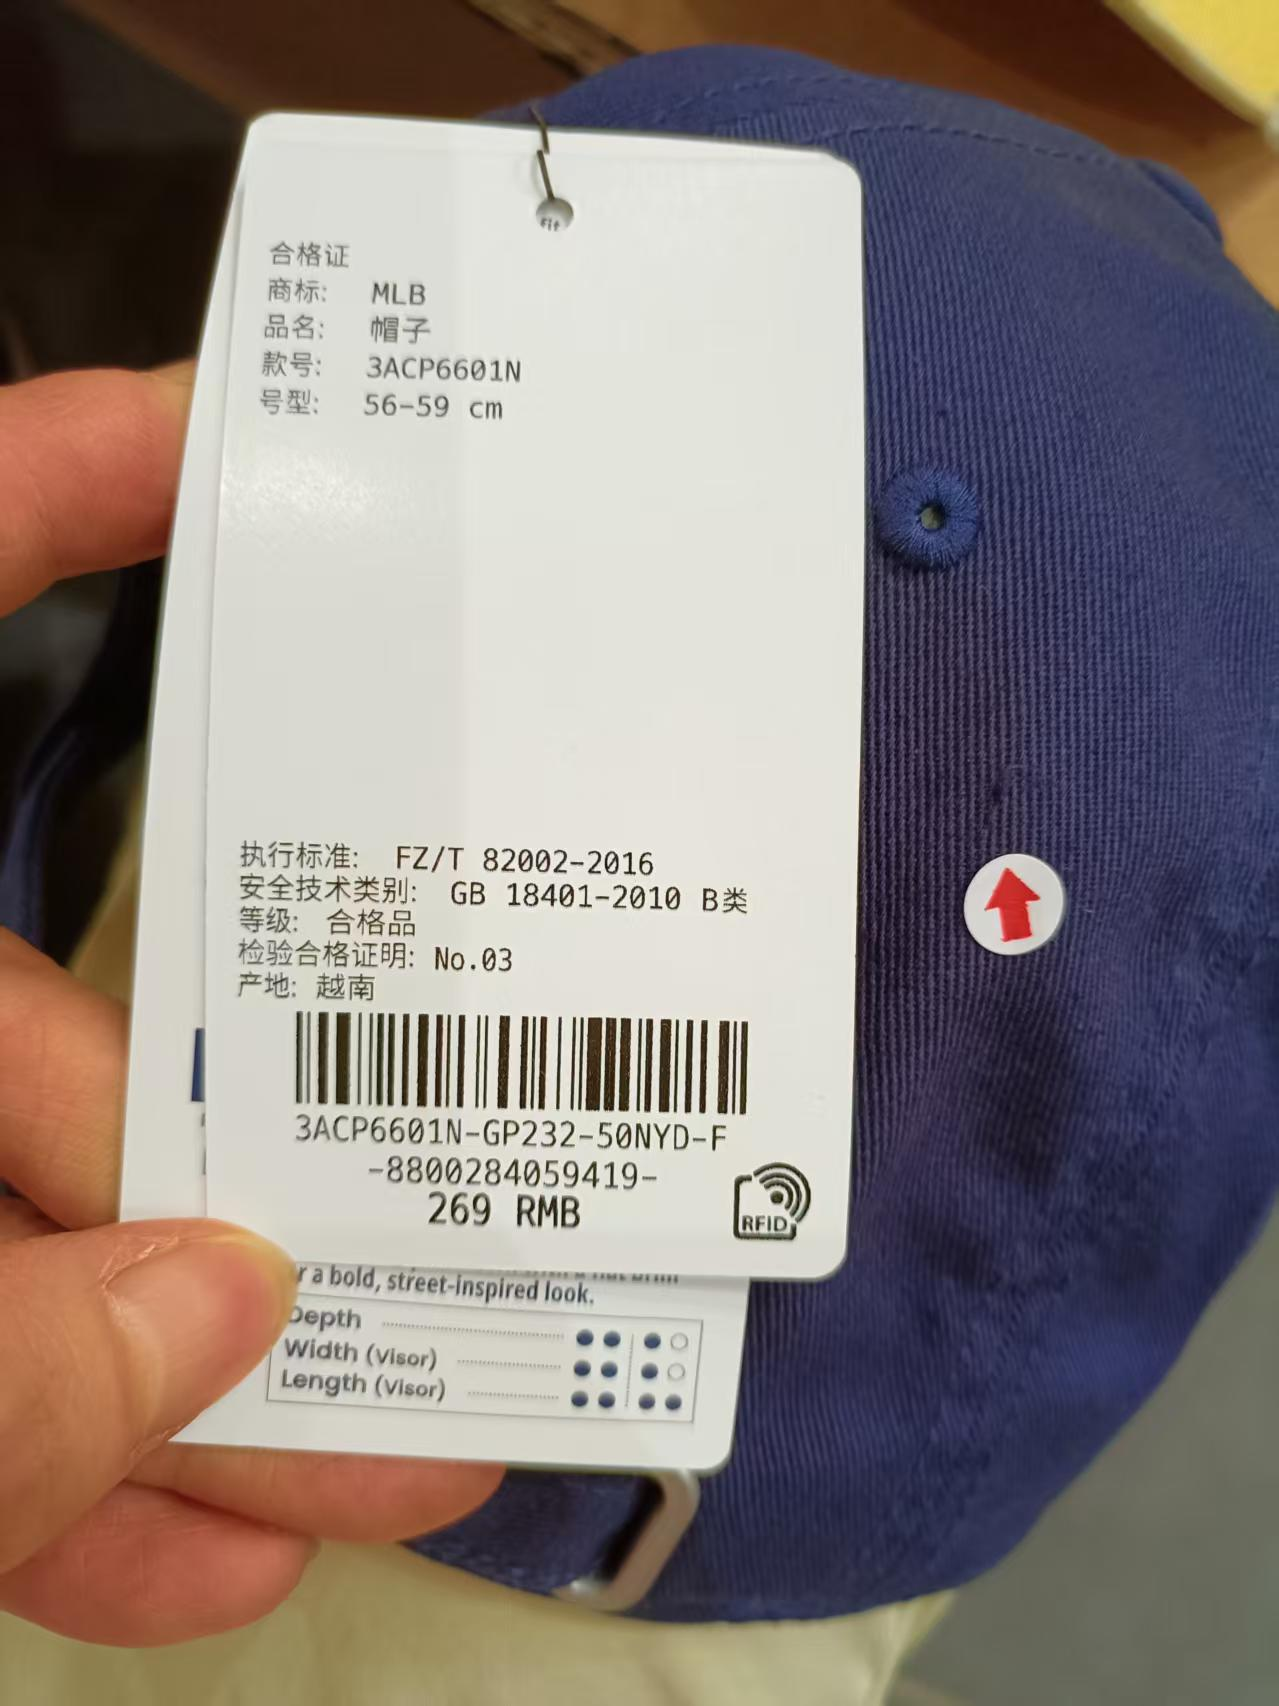 fit
合格证
商标: MLB
品名: 帽子
款号: 3ACP6601N
号型: 56-59 cm
执行标准: FZ/T 82002-2016
安全技术类别: GB 18401-2010 B类
等级: 合格品
检验合格证明: No.03
产地: 越南
3ACP6601N-GP232-50NYD-F
-8800284059419-
269 RMB
RFID
r a bold, street-inspired look.
Depth
Width (Visor)
Length (Visor)